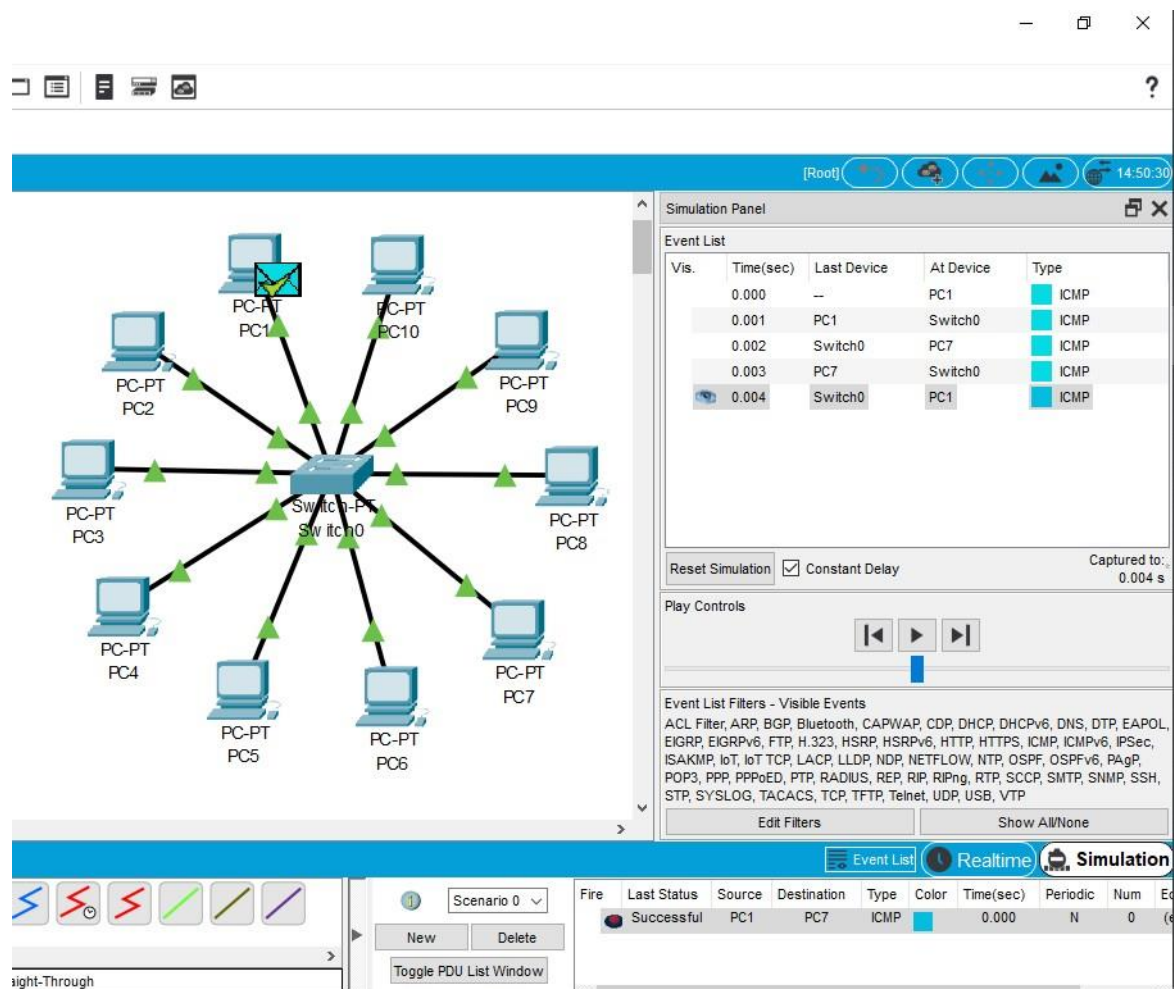 ?
[Root]
14:50:30
Simulation Panel
Event List
Vis. Time(sec) Last Device At Device Type
0.000 -- PC1 ICMP
0.001 PC1 Switch0 ICMP
0.002 Switch0 PC7 ICMP
0.003 PC7 Switch0 ICMP
0.004 Switch0 PC1 ICMP
PC-PT
PC1
PC-PT
PC10
PC-PT
PC2
PC-PT
PC9
PC-PT
PC3
Switch-PT
Switch0
PC-PT
PC8
PC-PT
PC4
PC-PT
PC7
PC-PT
PC5
PC-PT
PC6
Reset Simulation Constant Delay
Captured to:
0.004 s
Play Controls
Event List Filters - Visible Events
ACL Filter, ARP, BGP, Bluetooth, CAPWAP, CDP, DHCP, DHCPv6, DNS, DTP, EAPOL,
EIGRP, EIGRPv6, FTP, H.323, HSRP, HSRPv6, HTTP, HTTPS, ICMP, ICMPv6, IPSec,
ISAKMP, IoT, IoT TCP, LACP, LLDP, NDP, NETFLOW, NTP, OSPF, OSPFv6, PAgP,
POP3, PPP, PPPoED, PTP, RADIUS, REP, RIP, RIPng, RTP, SCCP, SMTP, SNMP, SSH,
STP, SYSLOG, TACACS, TCP, TFTP, Telnet, UDP, USB, VTP
Edit Filters Show All/None
Event List Realtime Simulation
Scenario 0
New Delete
Toggle PDU List Window
Fire Last Status Source Destination Type Color Time(sec) Periodic Num
Successful PC1 PC7 ICMP 0.000 N 0
aight-Through